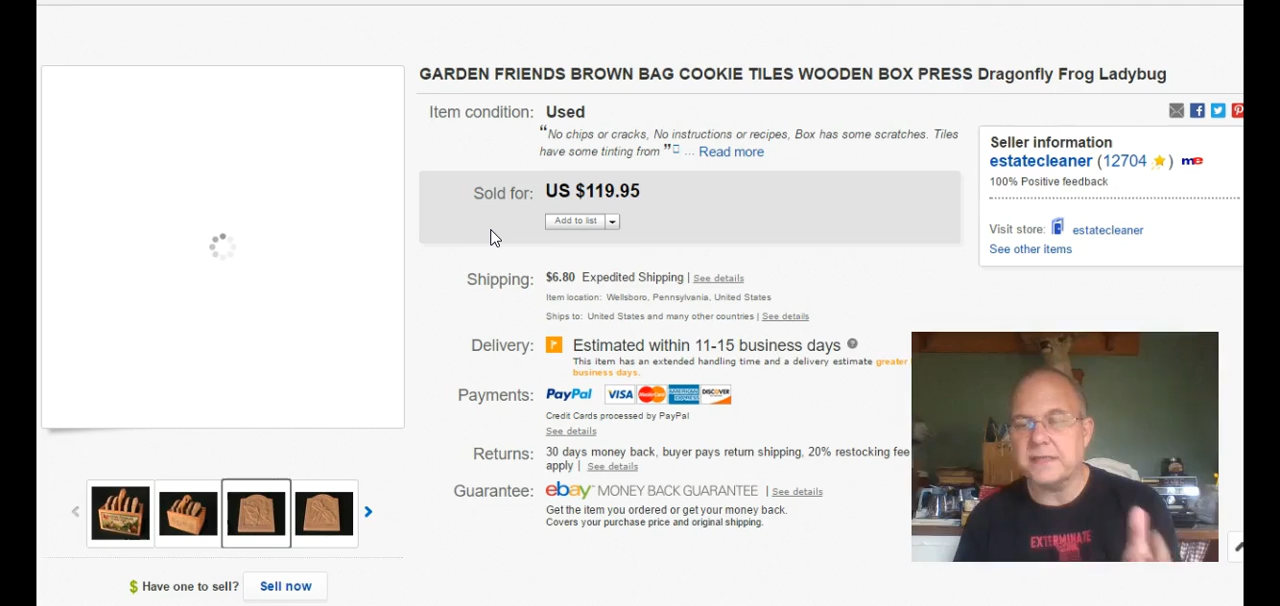 GARDEN FRIENDS BROWN BAG COOKIE TILES WOODEN BOX PRESS Dragonfly Frog Ladybug
Item condition: Used
“No chips or cracks, No instructions or recipes, Box has some scratches. Tiles
have some tinting from ” ... Read more
Sold for: US $119.95
Add to list
Seller information
estatecleaner (12704 ) me
100% Positive feedback
Visit store: estatecleaner
See other items
Shipping: $6.80 Expedited Shipping | See details
Item location: Wellsboro, Pennsylvania, United States
Ships to: United States and many other countries | See details
Delivery: Estimated within 11-15 business days ?
This item has an extended handling time and a delivery estimate greater
business days.
Payments: PayPal VISA MasterCard AMERICAN EXPRESS DISCOVER
Credit Cards processed by PayPal
See details
Returns: 30 days money back, buyer pays return shipping, 20% restocking fee
apply | See details
Guarantee: ebay MONEY BACK GUARANTEE | See details
Get the item you ordered or get your money back.
Covers your purchase price and original shipping.
$ Have one to sell? Sell now
EXTERMINATE